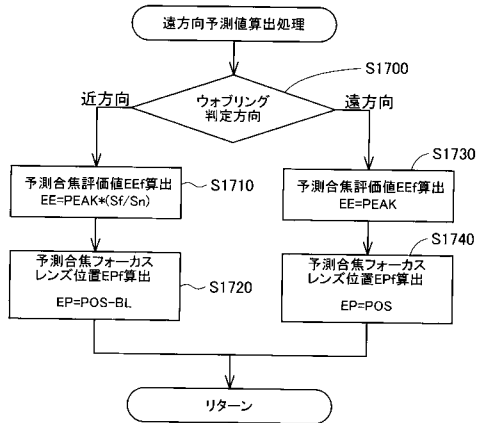 遠方向予測値算出処理
S1700
近方向
ウォブリング
判定方向
遠方向
予測合焦評価値EEf算出
EE=PEAK*(Sf/Sn)
S1710
S1730
予測合焦評価値EEf算出
EE=PEAK
予測合焦フォーカス
レンズ位置EPf算出
EP=POS-BL
S1720
S1740
予測合焦フォーカス
レンズ位置EPf算出
EP=POS
リターン